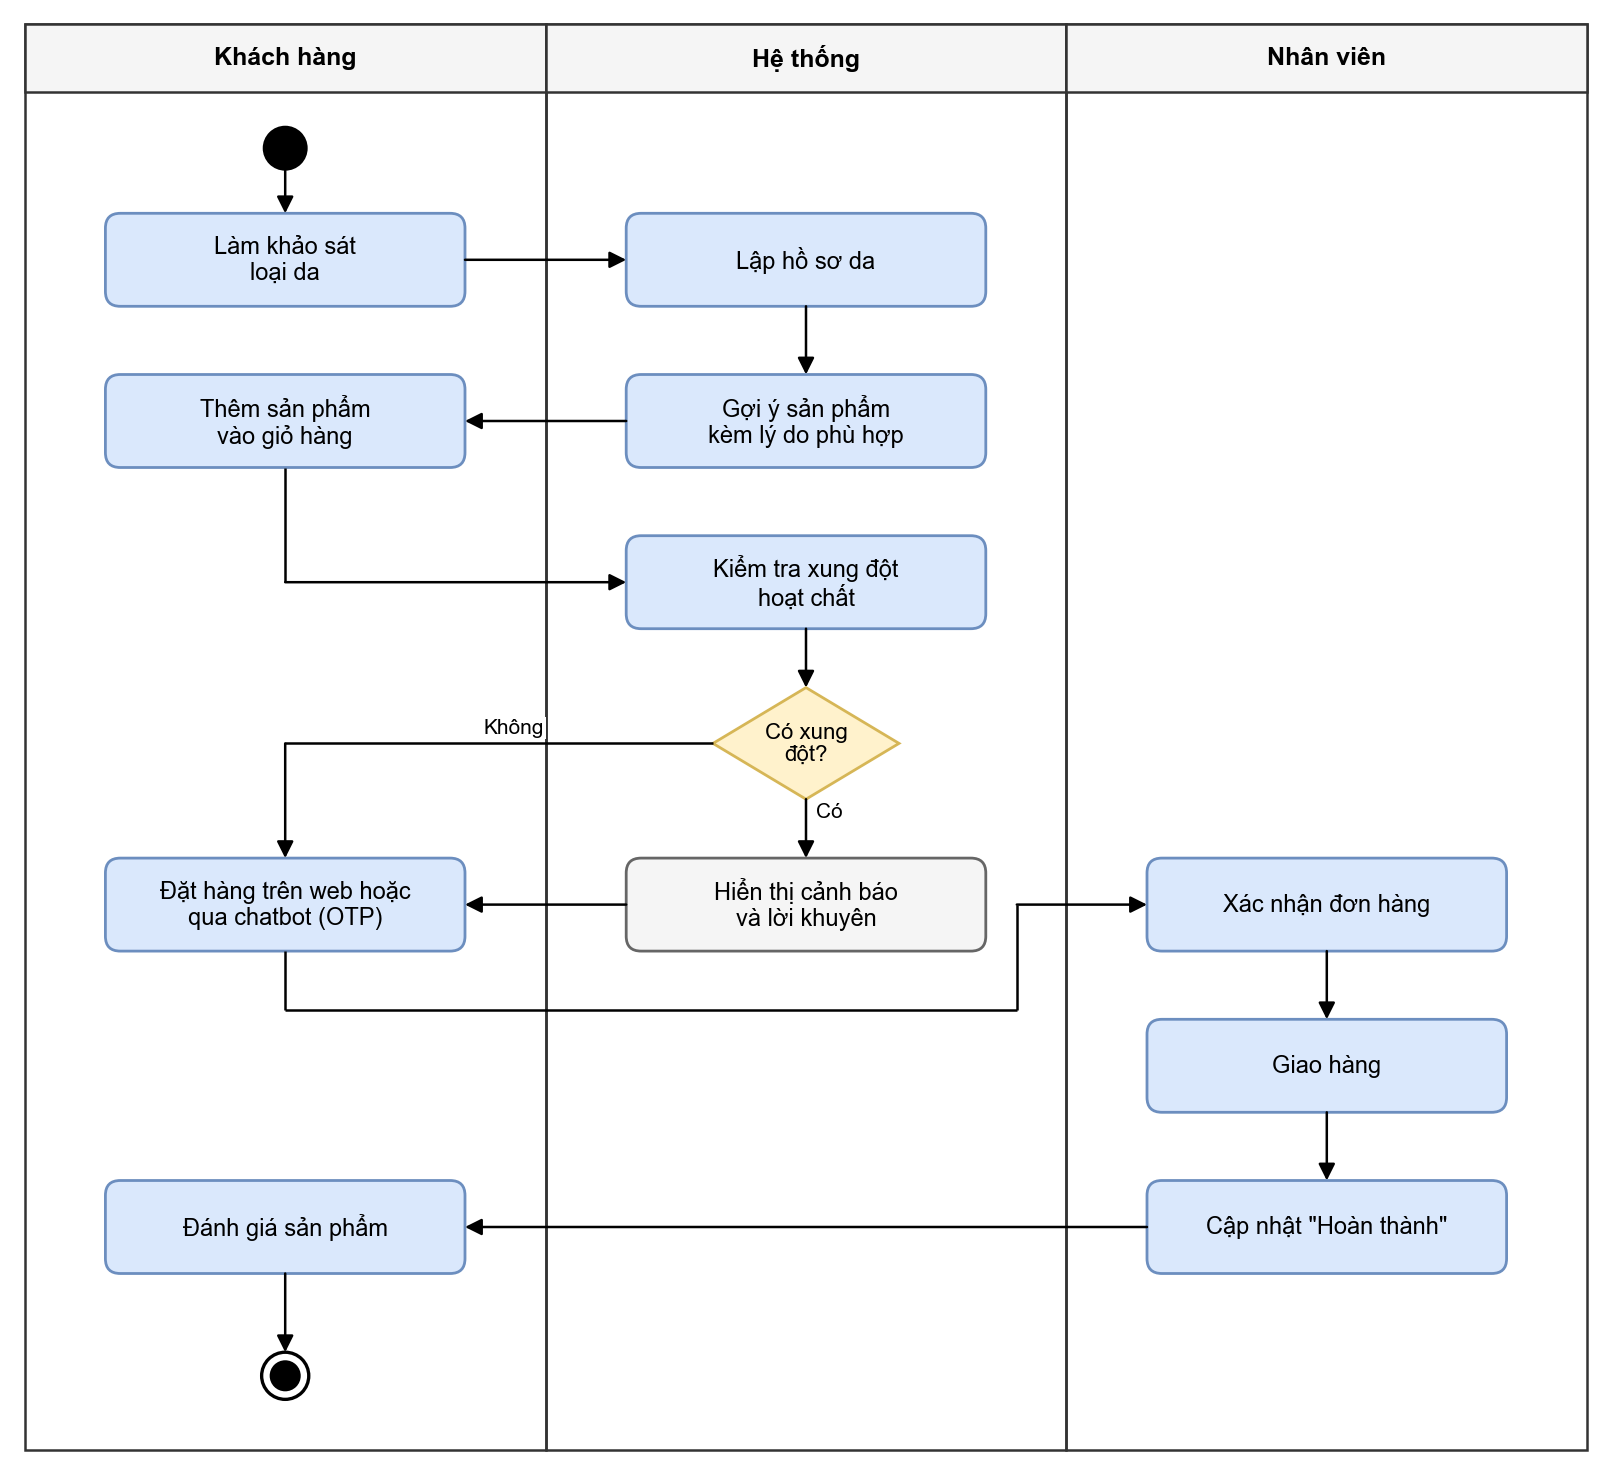 Khách hàng
Hệ thống
Nhân viên
Làm khảo sát
loại da
Lập hồ sơ da
Thêm sản phẩm
vào giỏ hàng
Gợi ý sản phẩm
kèm lý do phù hợp
Kiểm tra xung đột
hoạt chất
Có xung
đột?
Không
Có
Đặt hàng trên web hoặc
qua chatbot (OTP)
Hiển thị cảnh báo
và lời khuyên
Xác nhận đơn hàng
Giao hàng
Đánh giá sản phẩm
Cập nhật "Hoàn thành"